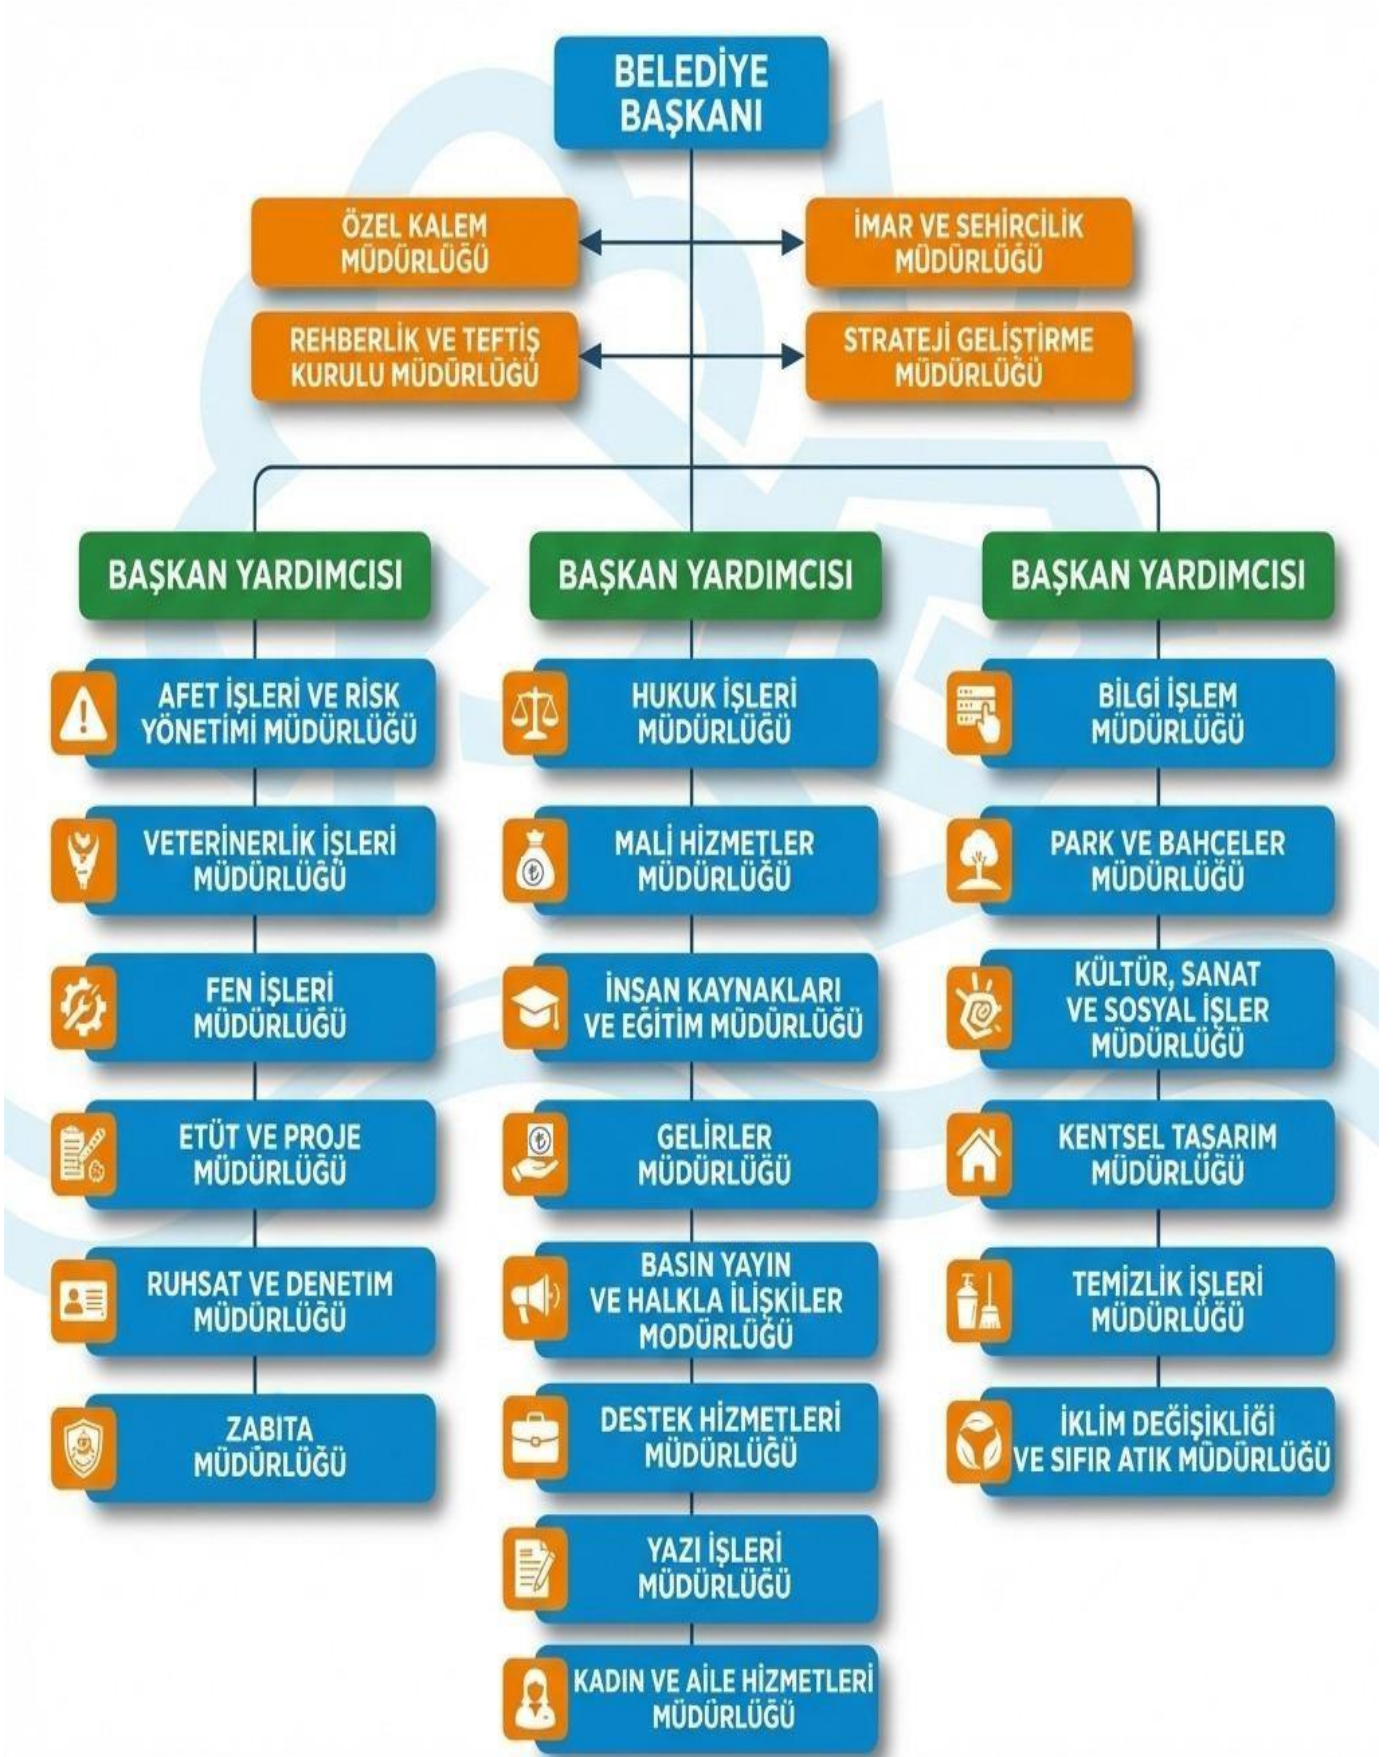 BELEDİYE
BAŞKANI
ÖZEL KALEM
MÜDÜRLÜĞÜ
İMAR VE SEHİRCİLİK
MÜDÜRLÜĞÜ
REHBERLİK VE TEFTİŞ
KURULU MÜDÜRLÜĞÜ
STRATEJİ GELİŞTİRME
MÜDÜRLÜĞÜ
BAŞKAN YARDIMCISI
BAŞKAN YARDIMCISI
BAŞKAN YARDIMCISI
AFET İŞLERİ VE RİSK
YÖNETİMİ MÜDÜRLÜĞÜ
VETERİNERLİK İŞLERİ
MÜDÜRLÜĞÜ
FEN İŞLERİ
MÜDÜRLÜĞÜ
ETÜT VE PROJE
MÜDÜRLÜĞÜ
RUHSAT VE DENETİM
MÜDÜRLÜĞÜ
ZABITA
MÜDÜRLÜĞÜ
HUKUK İŞLERİ
MÜDÜRLÜĞÜ
MALİ HİZMETLER
MÜDÜRLÜĞÜ
İNSAN KAYNAKLARI
VE EĞİTİM MÜDÜRLÜĞÜ
GELİRLER
MÜDÜRLÜĞÜ
BASIN YAYIN
VE HALKLA İLİŞKİLER
MODÜRLÜĞÜ
DESTEK HİZMETLERİ
MÜDÜRLÜĞÜ
YAZI İŞLERİ
MÜDÜRLÜĞÜ
KADIN VE AİLE HİZMETLERİ
MÜDÜRLÜĞÜ
BİLGİ İŞLEM
MÜDÜRLÜĞÜ
PARK VE BAHCELER
MÜDÜRLÜĞÜ
KÜLTÜR, SANAT
VE SOSYAL İŞLER
MÜDÜRLÜĞÜ
KENTSEL TAŞARIM
MÜDÜRLÜĞÜ
TEMİZLİK İŞLERİ
MÜDÜRLÜĞÜ
İKLİM DEĞİŞİKLİĞİ
VE SIFIR ATIK MÜDÜRLÜĞÜ